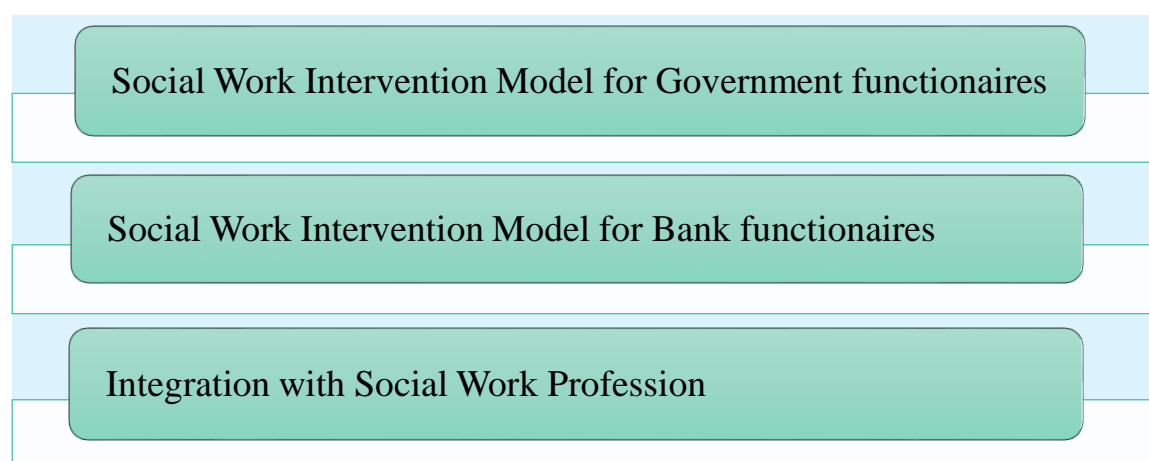 Social Work Intervention Model for Government functionaires
Social Work Intervention Model for Bank functionaires
Integration with Social Work Profession